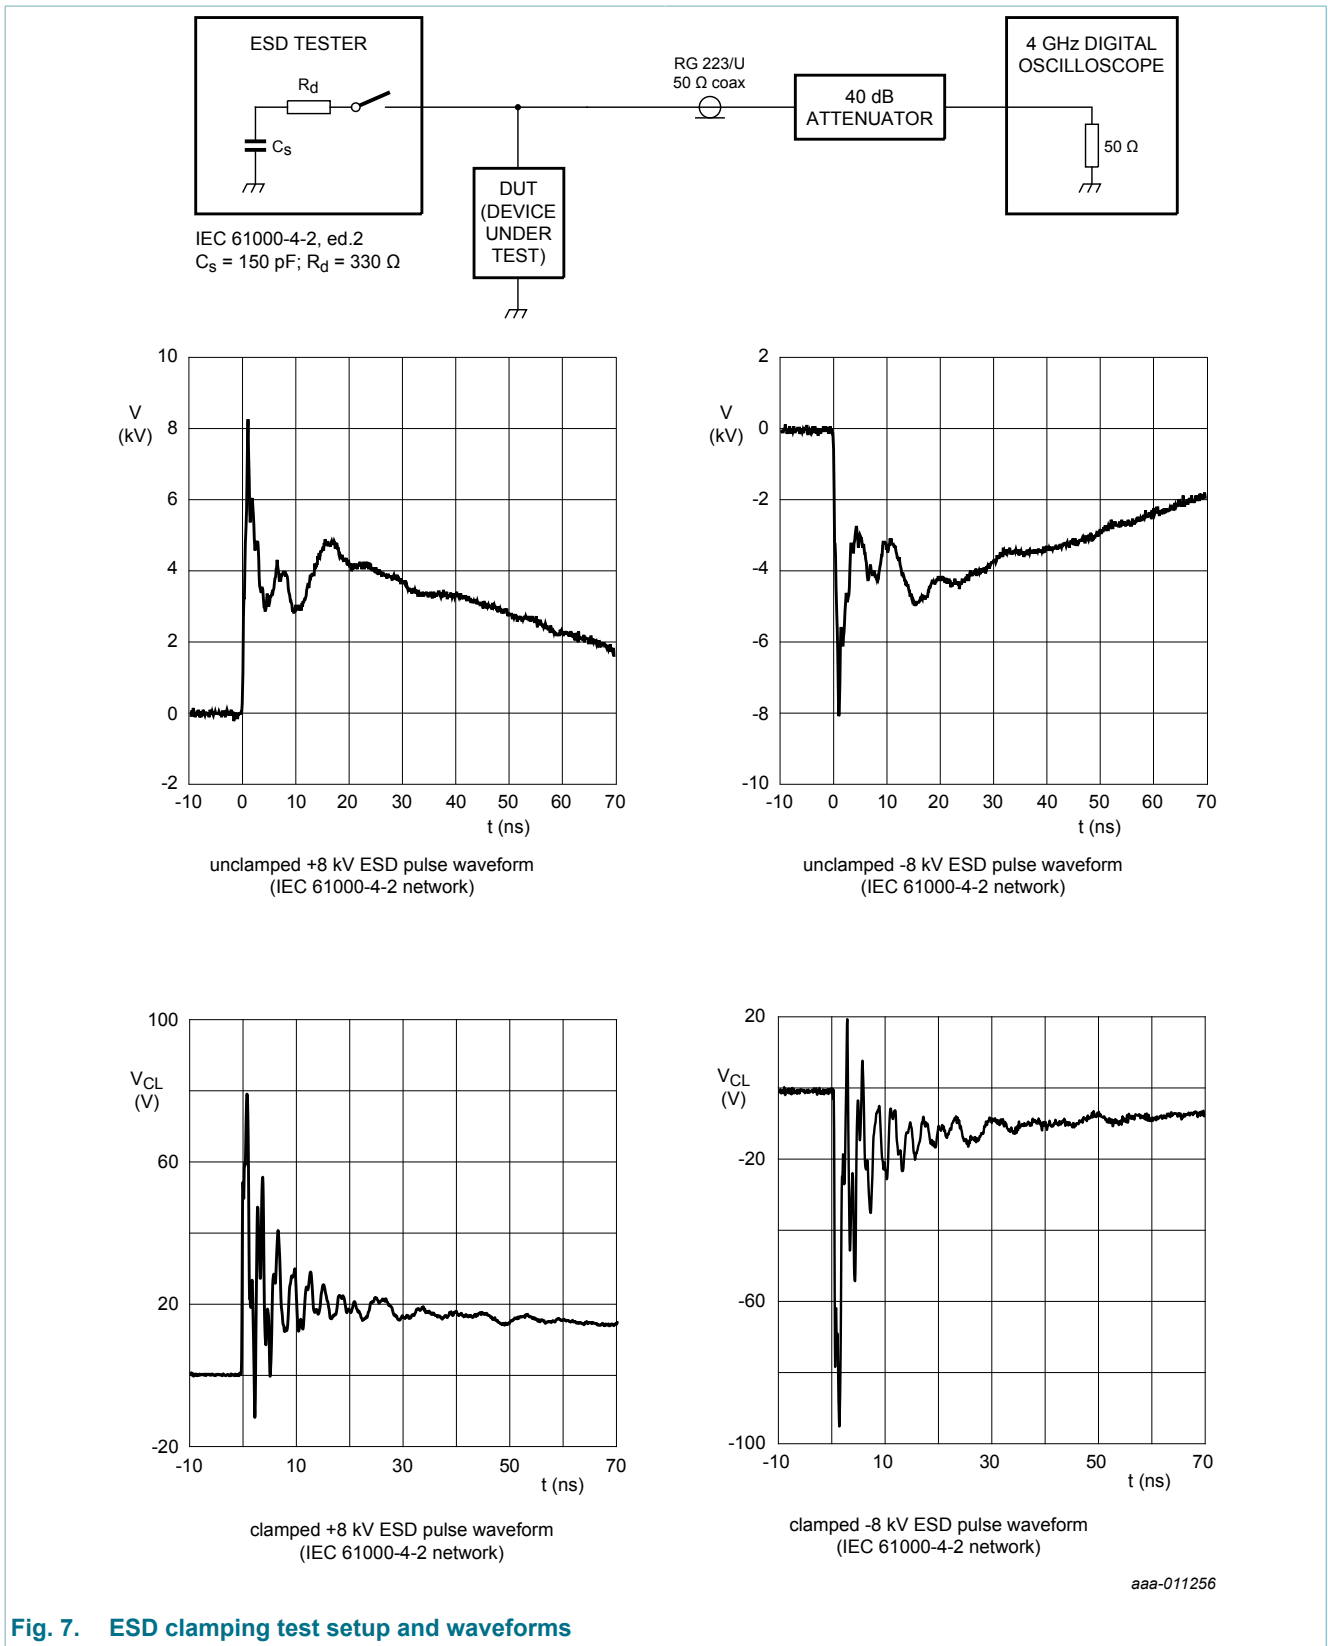 ESD TESTER
Rd
Cs
IEC 61000-4-2, ed.2
Cs = 150 pF; Rd = 330 Ω
DUT
(DEVICE
UNDER
TEST)
RG 223/U
50 Ω coax
40 dB
ATTENUATOR
4 GHz DIGITAL
OSCILLOSCOPE
50 Ω
10
8
6
4
2
0
-2
V
(kV)
-10 0 10 20 30 40 50 60 70
t (ns)
unclamped +8 kV ESD pulse waveform
(IEC 61000-4-2 network)
2
0
-2
-4
-6
-8
-10
V
(kV)
-10 0 10 20 30 40 50 60 70
t (ns)
unclamped -8 kV ESD pulse waveform
(IEC 61000-4-2 network)
100
60
20
-20
VCL
(V)
-10 10 30 50 70
t (ns)
clamped +8 kV ESD pulse waveform
(IEC 61000-4-2 network)
20
-20
-60
-100
VCL
(V)
-10 10 30 50 70
t (ns)
clamped -8 kV ESD pulse waveform
(IEC 61000-4-2 network)
aaa-011256
Fig. 7. ESD clamping test setup and waveforms